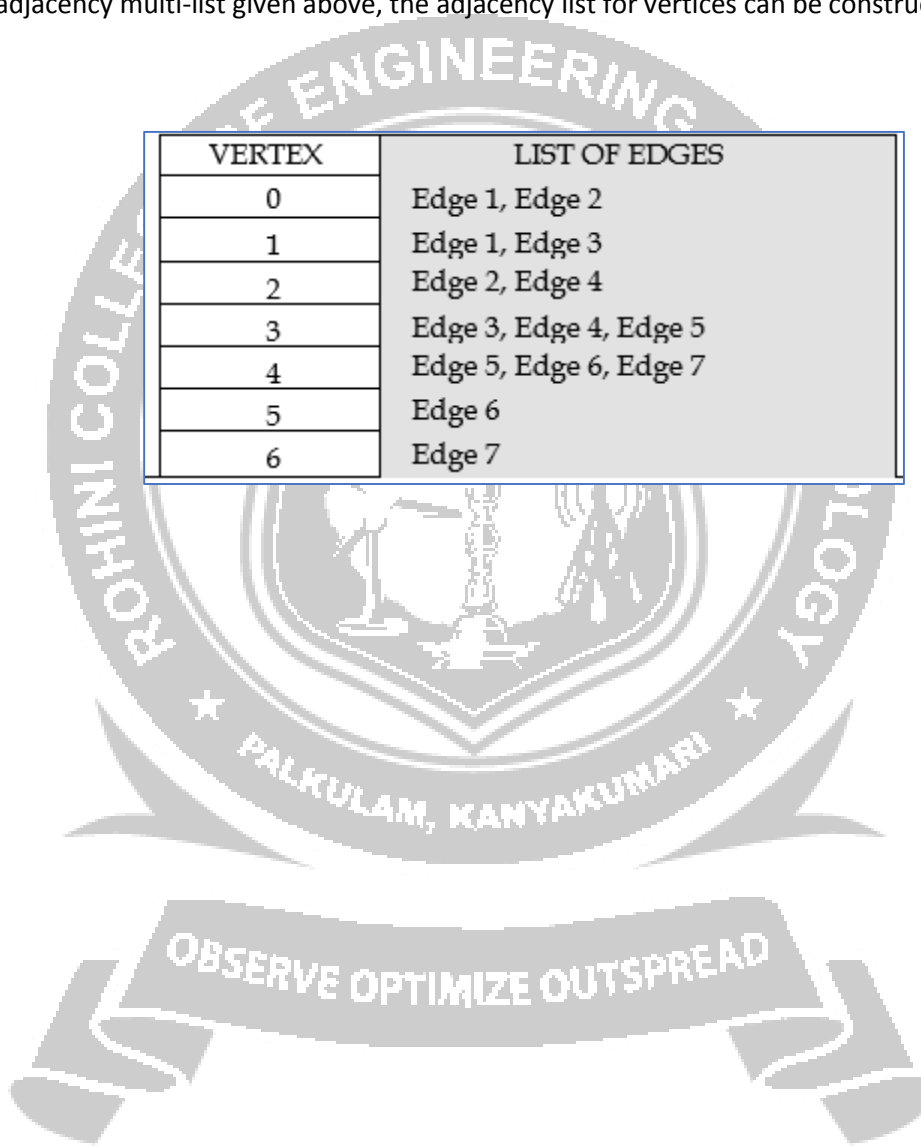 adjacency multi-list given above, the adjacency list for vertices can be
VERTEX LIST OF EDGES
0 Edge 1, Edge 2
1 Edge 1, Edge 3
2 Edge 2, Edge 4
3 Edge 3, Edge 4, Edge 5
4 Edge 5, Edge 6, Edge 7
5 Edge 6
6 Edge 7
ROHINI ENGINEERING
PALKULAM, KANYAKUMARI
OBSERVE OPTIMIZE OUTSPREAD